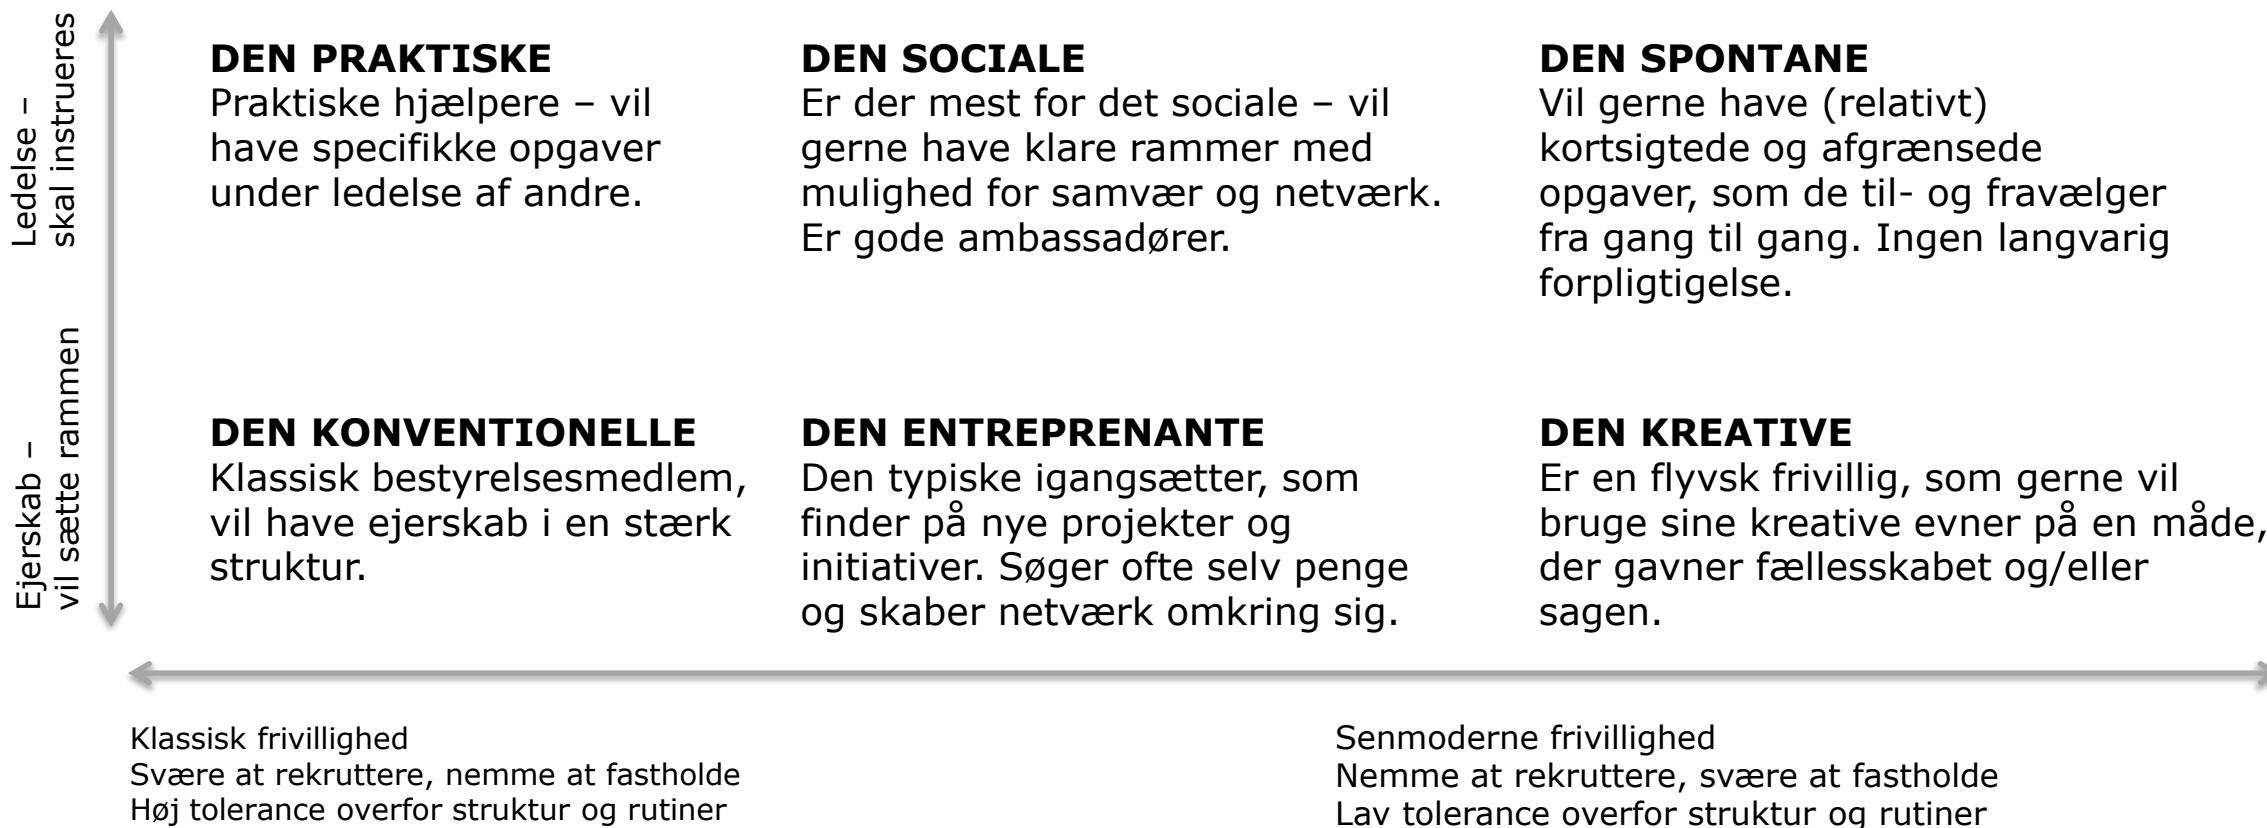 Ledelse –
skal instrueres
DEN PRAKTISKE
Praktiske hjælpere – vil
have specifikke opgaver
under ledelse af andre.
DEN SOCIALE
Er der mest for det sociale – vil
gerne have klare rammer med
mulighed for samvær og netværk.
Er gode ambassadører.
DEN SPONTANE
Vil gerne have (relativt)
kortsigtede og afgrænsede
opgaver, som de til- og fravælger
fra gang til gang. Ingen langvarig
forpligtigelse.
Ejerskab –
vil sætte rammen
DEN KONVENTIONELLE
Klassisk bestyrelsesmedlem,
vil have ejerskab i en stærk
struktur.
DEN ENTREPRENANTE
Den typiske igangsætter, som
finder på nye projekter og
initiativer. Søger ofte selv penge
og skaber netværk omkring sig.
DEN KREATIVE
Er en flyvsk frivillig, som gerne vil
bruge sine kreative evner på en måde,
der gavner fællesskabet og/eller
sagen.
Klassisk frivillighed
Svære at rekruttere, nemme at fastholde
Høj tolerance overfor struktur og rutiner
Senmoderne frivillighed
Nemme at rekruttere, svære at fastholde
Lav tolerance overfor struktur og rutiner